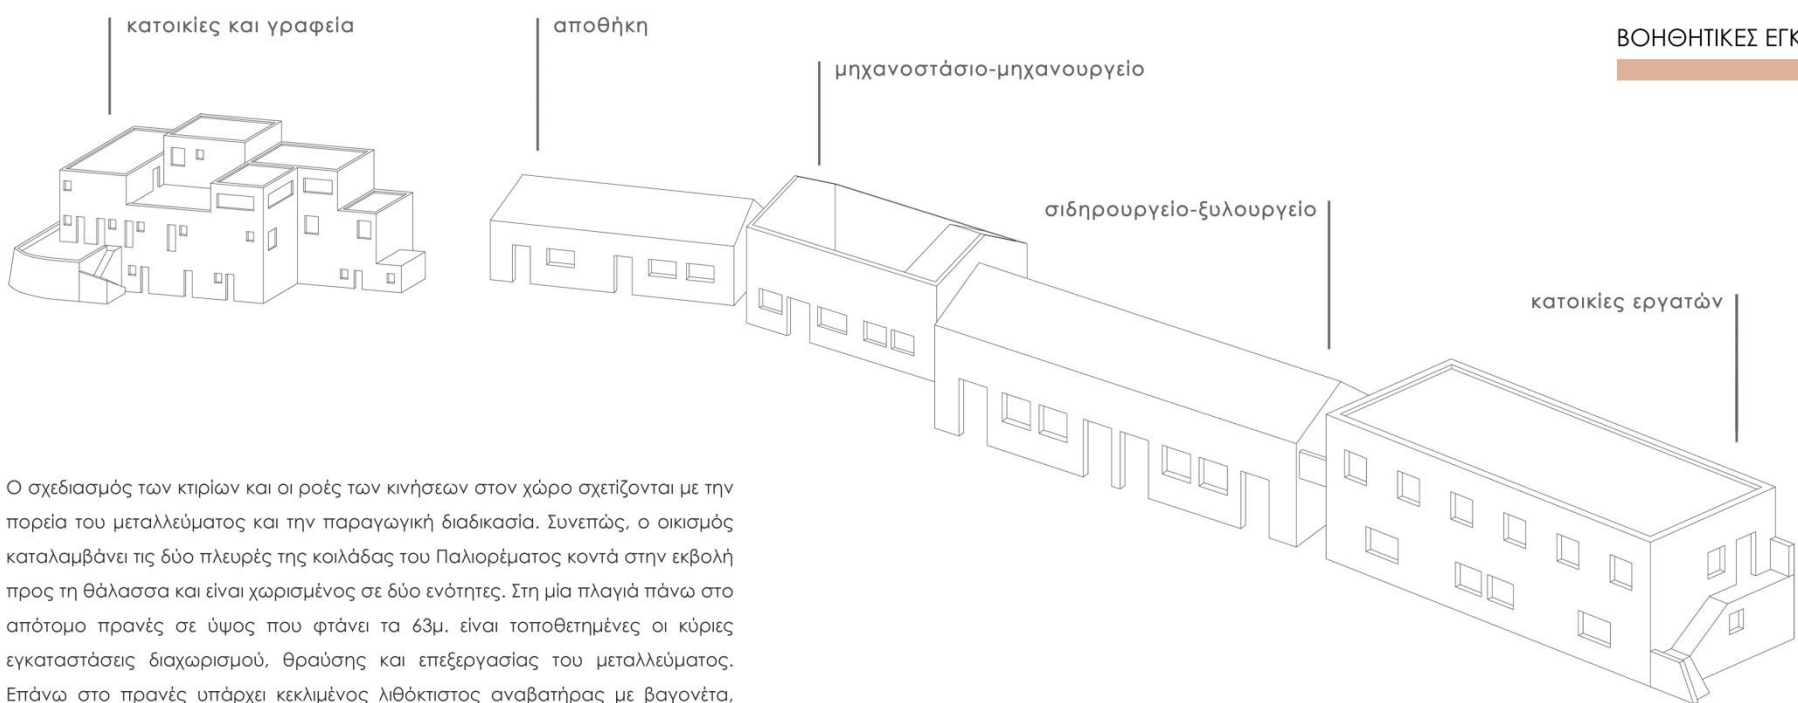 κατοικίες και γραφεία
αποθήκη
ΒΟΗΘΗΤΙΚΕΣ ΕΓΚ
μηχανοστάσιο-μηχανουργείο
σιδηρουργείο-ξυλουργείο
κατοικίες εργατών
Ο σχεδιασμός των κτιρίων και οι ροές των κινήσεων στον χώρο σχετίζονται με την
πορεία του μεταλλεύματος και την παραγωγική διαδικασία. Συνεπώς, ο οικισμός
καταλαμβάνει τις δύο πλευρές της κοιλάδας του Παλιορέματος κοντά στην εκβολή
προς τη θάλασσα και είναι χωρισμένος σε δύο ενότητες. Στη μία πλαγιά πάνω στο
απότομο πρανές σε ύψος που φτάνει τα 63μ. είναι τοποθετημένες οι κύριες
εγκαταστάσεις διαχωρισμού, θραύσης και επεξεργασίας του μεταλλεύματος.
Επάνω στο πρανές υπάρχει κεκλιμένος λιθόκτιστος αναβατήρας με βαγονέτα,